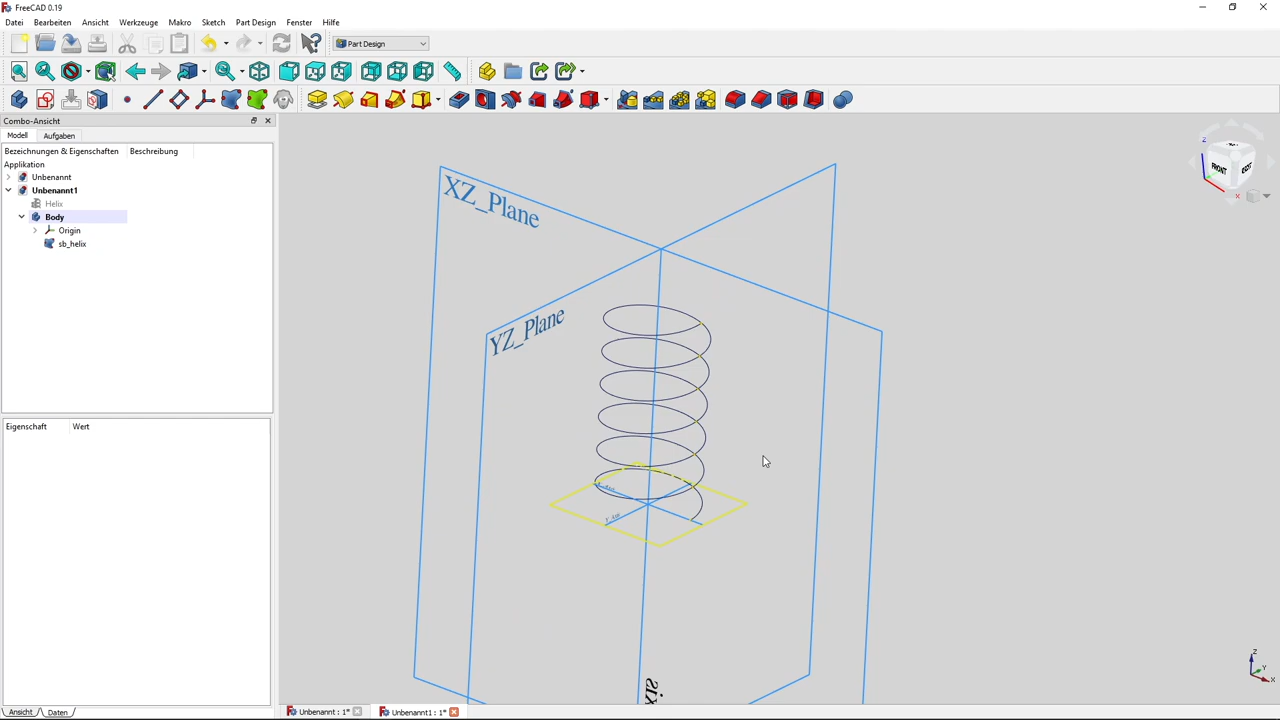 FreeCAD 0.19
Datei Bearbeiten Ansicht Werkzeuge Makro Sketch Part Design Fenster Hilfe
Part Design
Combo-Ansicht
Modell Aufgaben
Bezeichnungen & Eigenschaften Beschreibung
Applikation
Unbenannt
Unbenannt1
Helix
Body
Origin
sb_helix
Eigenschaft Wert
Ansicht Daten
XZ_Plane
YZ_Plane
Z
FRONT
X
Z
Y
X
Unbenannt : 1*
Unbenannt1 : 1*